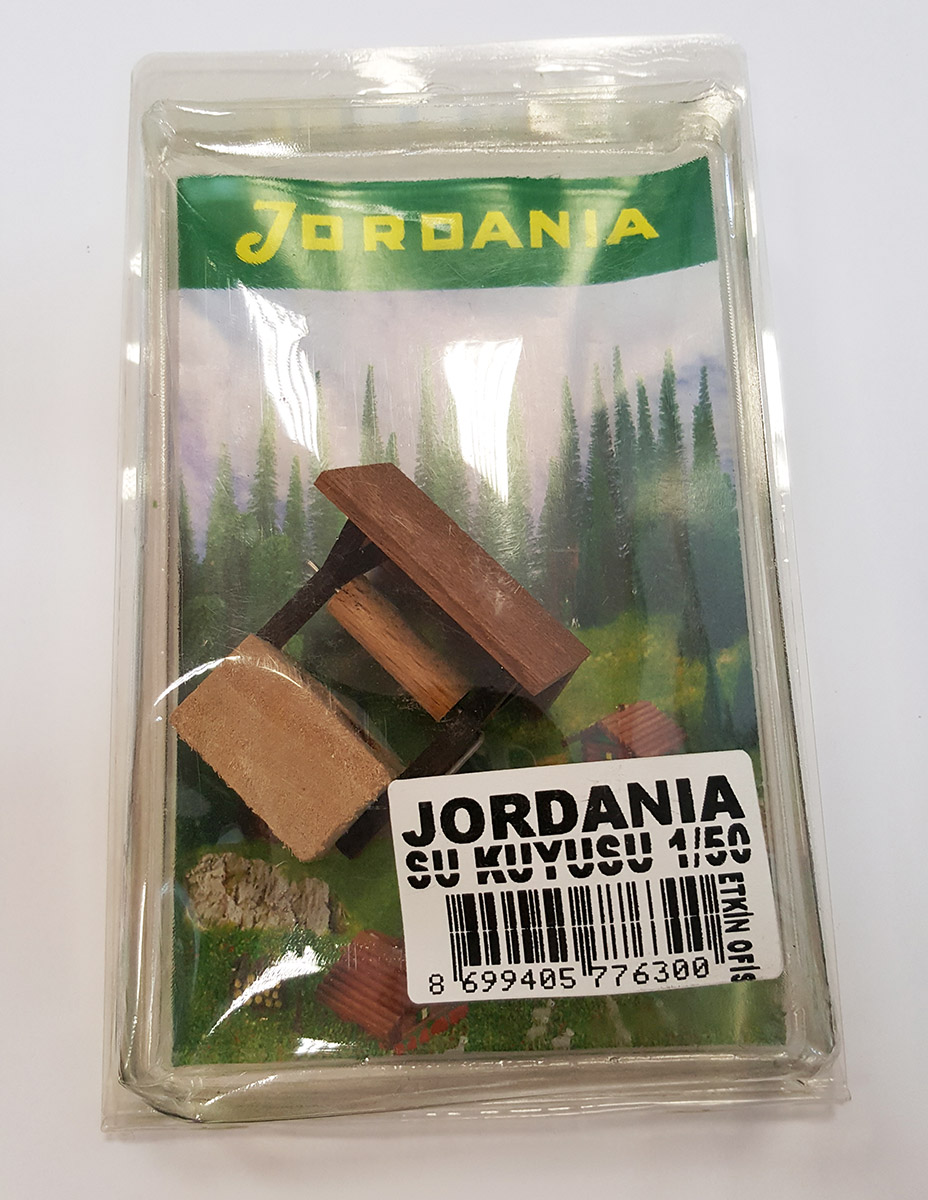 JORDANIA
JORDANIA
SU KUYUSU 1/50
ETKİN OFİS
8 699405 776300